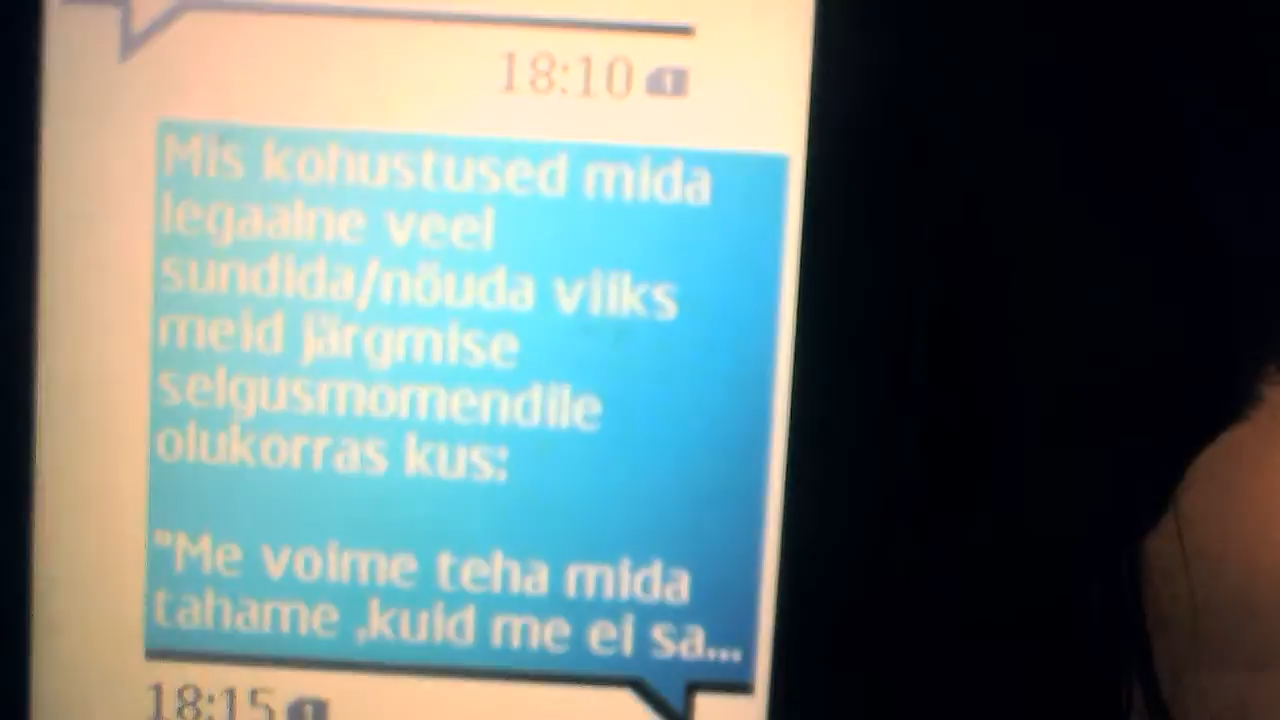 18:10
Mis kohustused mida
legaalne veel
sundida/nõuda viiks
meid järgmise
selgusmomendile
olukorras kus:
"Me voime teha mida
tahame ,kuid me ei sa...
18:15